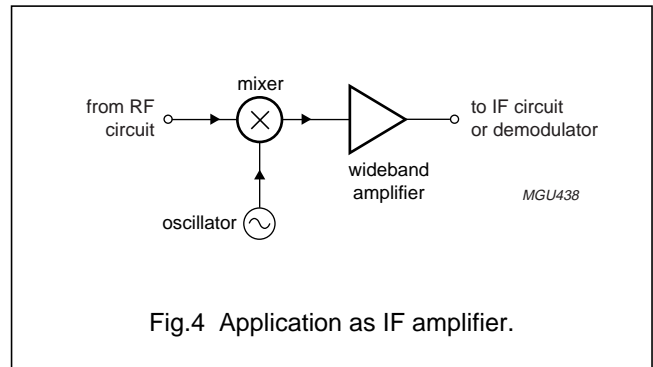 mixer
from RF
circuit
to IF circuit
or demodulator
wideband
amplifier
oscillator
MGU438
Fig.4 Application as IF amplifier.